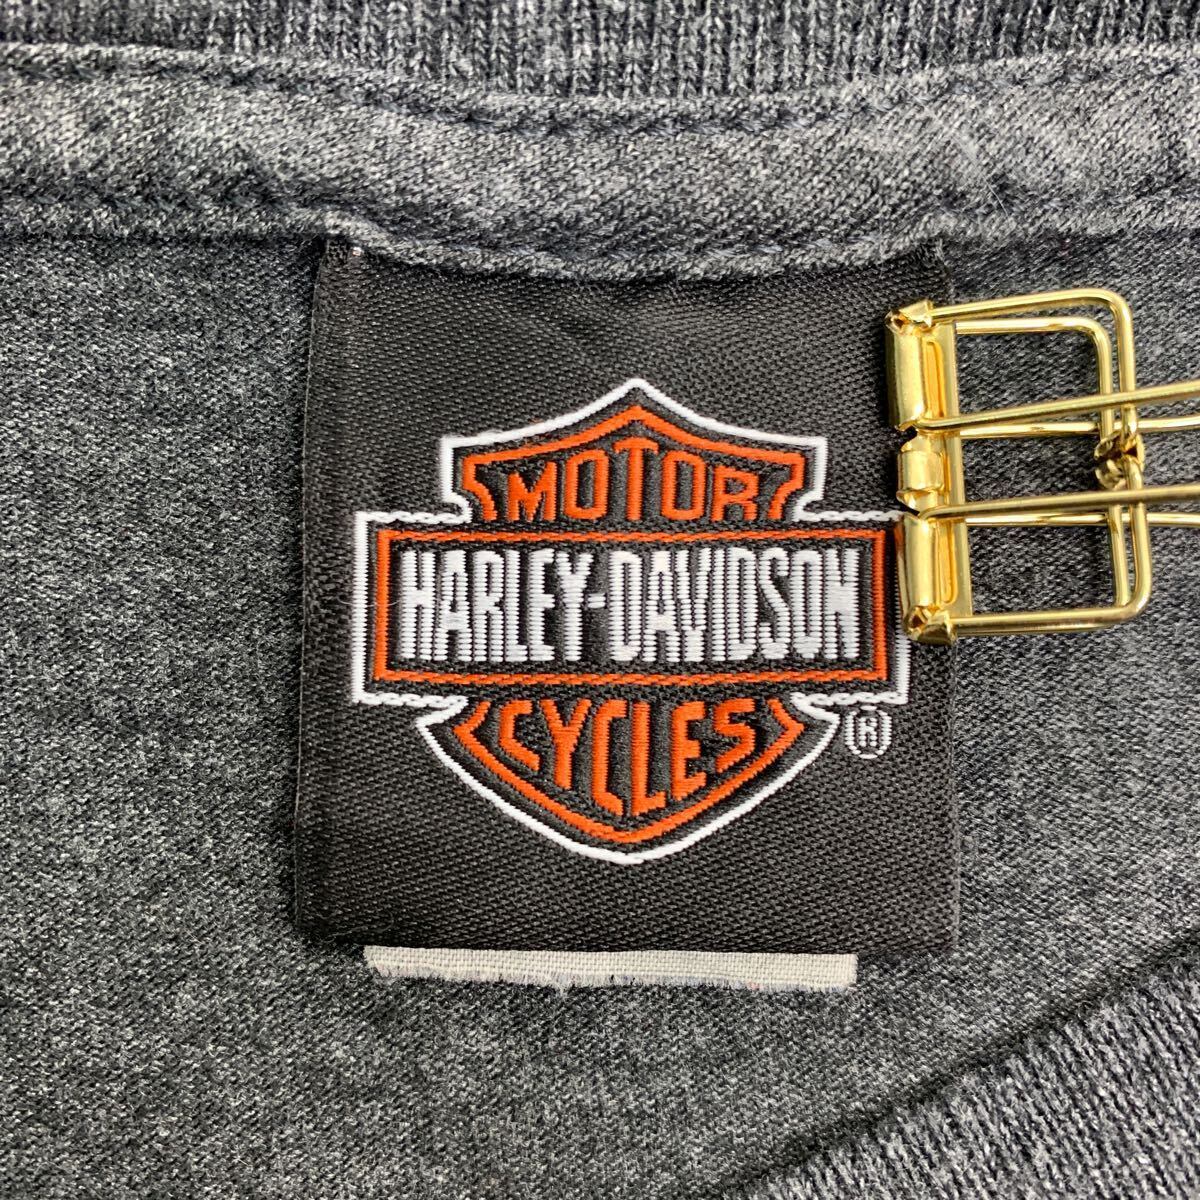 MOTOR
HARLEY-DAVIDSON
CYCLES
®